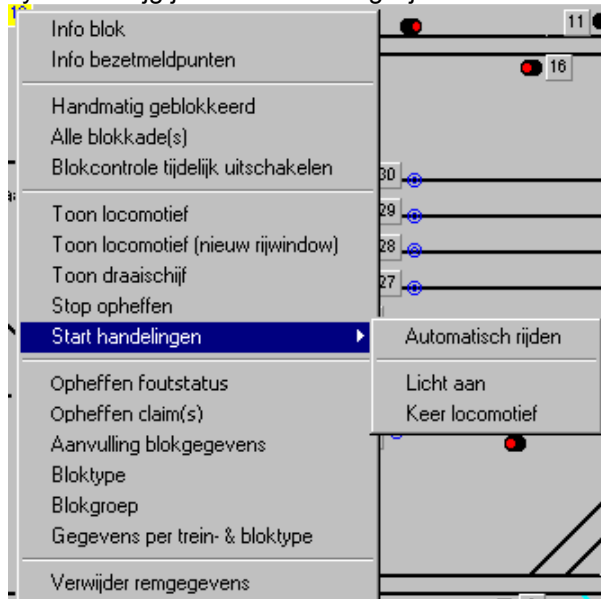 11
16
Info blok
Info bezetmeldpunten
Handmatig geblokkeerd
Alle blokkade(s)
Blokcontrole tijdelijk uitschakelen
30
Toon locomotief
29
Toon locomotief (nieuw rijwindow)
28
Toon draaischijf
27
Stop opheffen
Start handelingen
Automatisch rijden
Licht aan
Keer locomotief
Opheffen foutstatus
Opheffen claim(s)
Aanvulling blokgegevens
Bloktype
Blokgroep
Gegevens per trein- & bloktype
Verwijder remgegevens